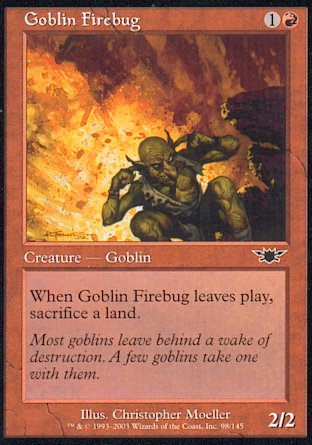 Goblin Firebug 1
Creature — Goblin
When Goblin Firebug leaves play,
sacrifice a land.
Most goblins leave behind a wake of
destruction. A few goblins take one
with them.
2/2
Illus. Christopher Moeller
™ & © 1993-2003 Wizards of the Coast, Inc. 98/145